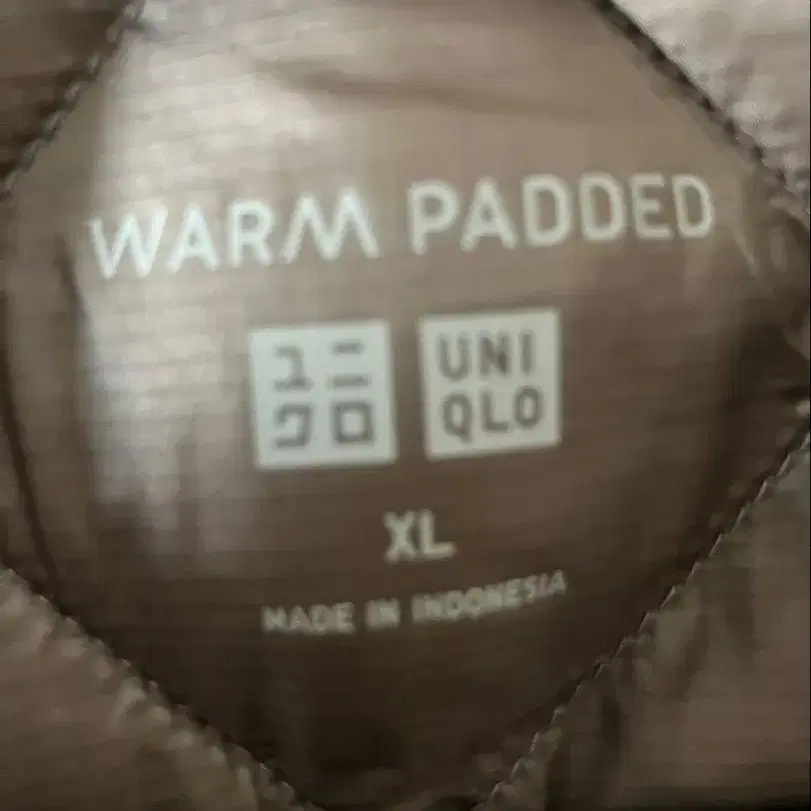 WARM PADDED
ユニ UNI
クロ QLO
XL
MADE IN INDONESIA